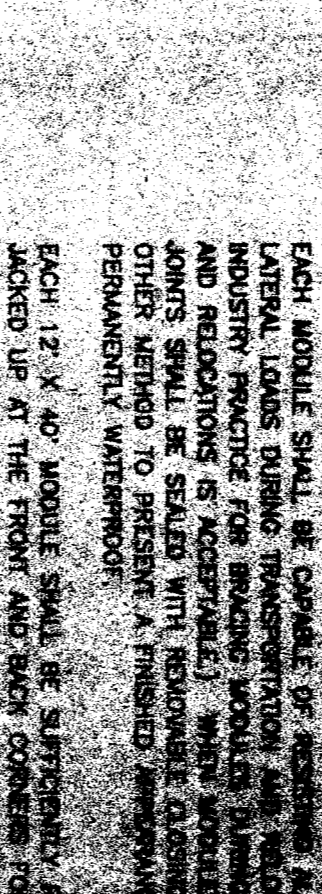 EACH MODULE SHALL BE CAPABLE OF RESISTING
LATERAL LOADS DURING TRANSPORTATION AND
INDUSTRY PRACTICE FOR BRACING MODULES DURING
AND RELOCATIONS IS ACCEPTABLE.) WHEN MODULE
JOINTS SHALL BE SEALED WITH REMOVABLE
OTHER METHOD TO PRESENT A FINISHED
PERMANENTLY WATERPROOF.
EACH 12' X 40' MODULE SHALL BE SUFFICIENTLY
JACKED UP AT THE FRONT AND BACK CORNERS